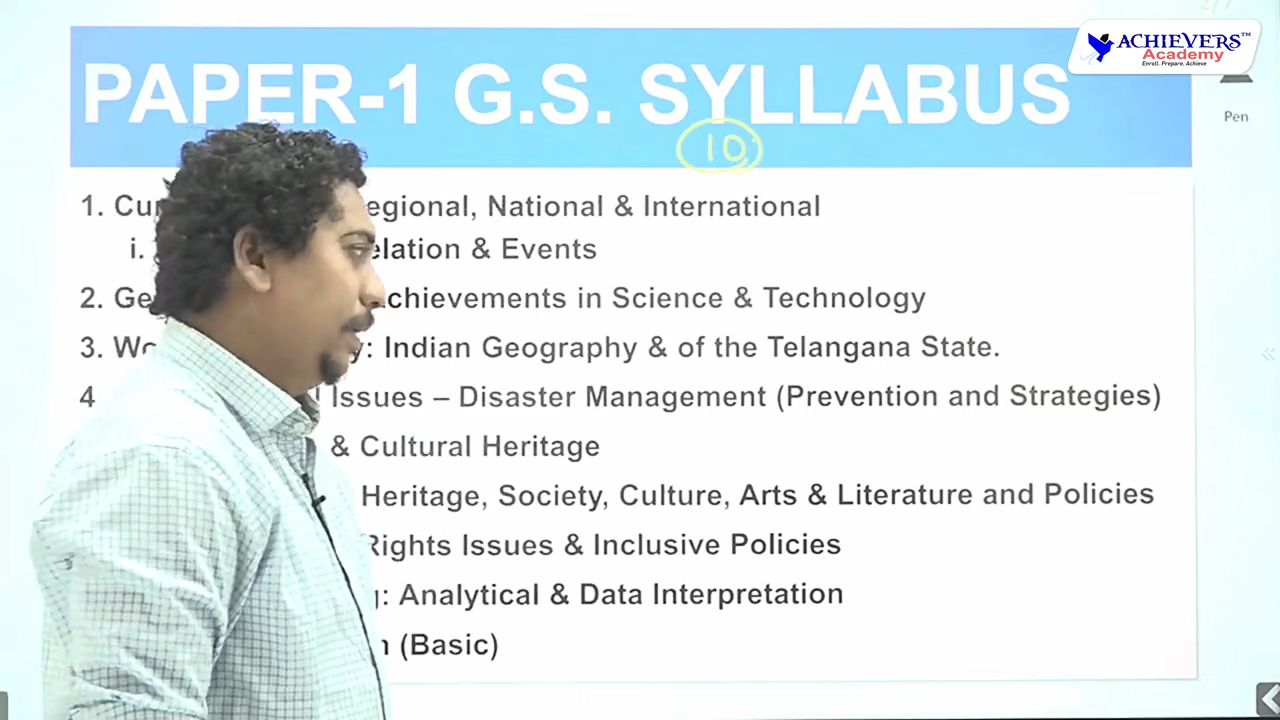 ACHIEVERS™
Academy
Enroll. Prepare. Achieve
Pen
PAPER-1 G.S. SYLLABUS
10
1. Cu egional, National & International
i. elation & Events
2. Ge chievements in Science & Technology
3. Wo y: Indian Geography & of the Telangana State.
4 Issues – Disaster Management (Prevention and Strategies)
& Cultural Heritage
Heritage, Society, Culture, Arts & Literature and Policies
Rights Issues & Inclusive Policies
g: Analytical & Data Interpretation
(Basic)